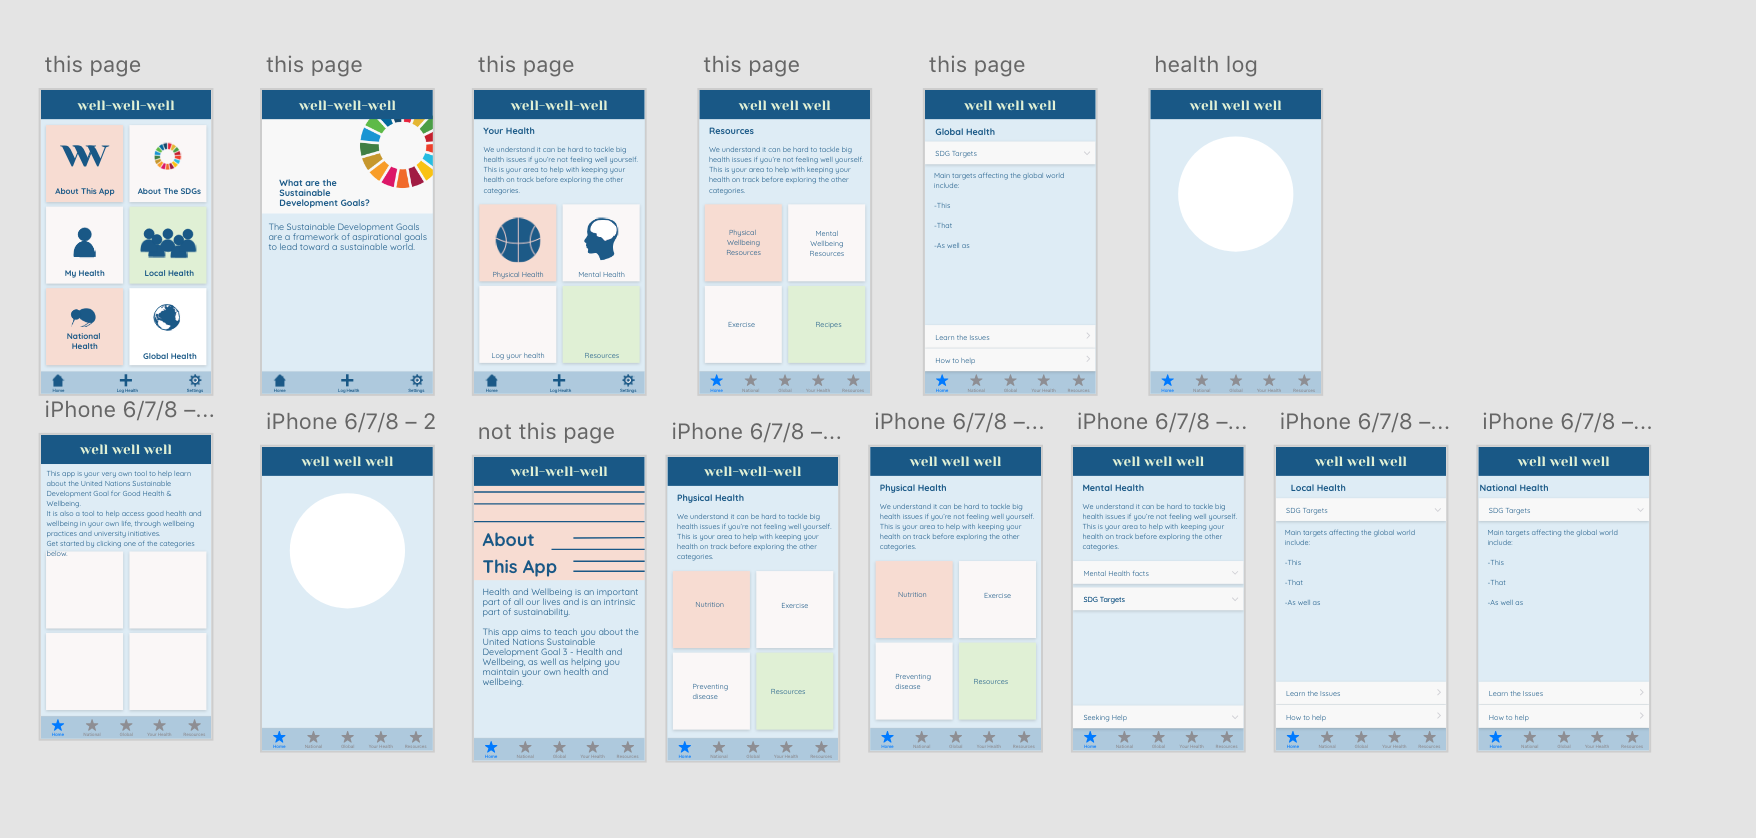 this page
well-well-well
About This App
About The SDGs
My Health
Local Health
National
Health
Global Health
Home
Log Health
Settings
this page
well-well-well
What are the
Sustainable
Development Goals?
The Sustainable Development Goals
are a framework of aspirational goals
to lead toward a sustainable world.
Home
Log Health
Settings
this page
well-well-well
Your Health
We understand it can be hard to tackle big
health issues if you're not feeling well yourself.
This is your area to help with keeping your
health on track before exploring the other
categories.
Physical Health
Mental Health
Log your health
Resources
Home
Log Health
Settings
this page
well well well
Resources
We understand it can be hard to tackle big
health issues if you're not feeling well yourself.
This is your area to help with keeping your
health on track before exploring the other
categories.
Physical
Wellbeing
Resources
Mental
Wellbeing
Resources
Exercise
Recipes
Home
National
Global
Your Health
Resources
this page
well well well
Global Health
SDG Targets
Main targets affecting the global world
include:
-This
-That
-As well as
Learn the Issues
How to help
Home
National
Global
Your Health
Resources
health log
well well well
Home
National
Global
Your Health
Resources
iPhone 6/7/8 –...
well well well
This app is your very own tool to help learn
about the United Nations Sustainable
Development Goal for Good Health &
Wellbeing.
It is also a tool to help access good health and
wellbeing in your own life, through wellbeing
practices and university initiatives.
Get started by clicking one of the categories
below.
Home
National
Global
Your Health
Resources
iPhone 6/7/8 – 2
well well well
Home
National
Global
Your Health
Resources
not this page
well-well-well
About
This App
Health and Wellbeing is an important
part of all our lives and is an intrinsic
part of sustainability.
This app aims to teach you about the
United Nations Sustainable
Development Goal 3 - Health and
Wellbeing, as well as helping you
maintain your own health and
wellbeing.
Home
National
Global
Your Health
Resources
iPhone 6/7/8 –...
well-well-well
Physical Health
We understand it can be hard to tackle big
health issues if you're not feeling well yourself.
This is your area to help with keeping your
health on track before exploring the other
categories.
Nutrition
Exercise
Preventing
disease
Resources
Home
National
Global
Your Health
Resources
iPhone 6/7/8 –...
well well well
Physical Health
We understand it can be hard to tackle big
health issues if you're not feeling well yourself.
This is your area to help with keeping your
health on track before exploring the other
categories.
Nutrition
Exercise
Preventing
disease
Resources
Home
National
Global
Your Health
Resources
iPhone 6/7/8 –...
well well well
Mental Health
We understand it can be hard to tackle big
health issues if you're not feeling well yourself.
This is your area to help with keeping your
health on track before exploring the other
categories.
Mental Health facts
SDG Targets
Seeking Help
Home
National
Global
Your Health
Resources
iPhone 6/7/8 –...
well well well
Local Health
SDG Targets
Main targets affecting the global world
include:
-This
-That
-As well as
Learn the Issues
How to help
Home
National
Global
Your Health
Resources
iPhone 6/7/8 –...
well well well
National Health
SDG Targets
Main targets affecting the global world
include:
-This
-That
-As well as
Learn the Issues
How to help
Home
National
Global
Your Health
Resources